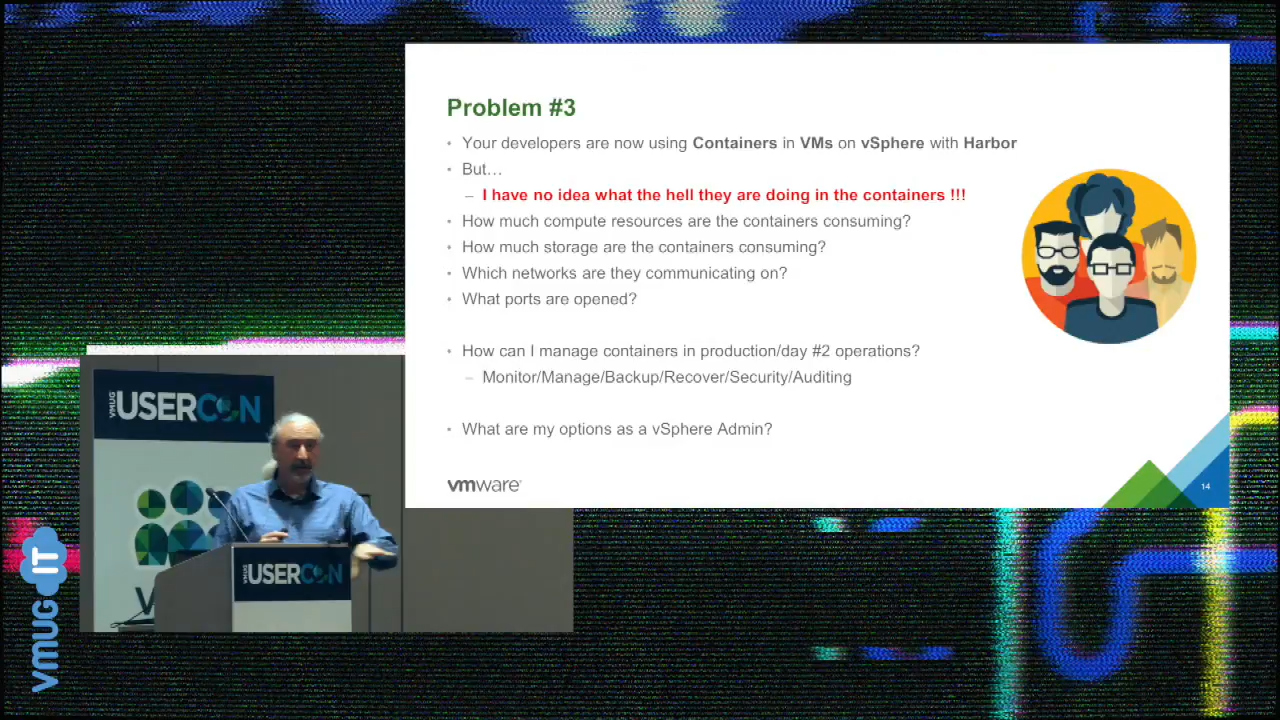 Problem #3
• Your developers are now using Containers in VMs on vSphere with Harbor
• But…
– I have no idea what the hell they are doing in the containers !!!
• How much compute resources are the containers consuming?
• How much storage are the containers consuming?
• Which networks are they communicating on?
• What ports are opened?
• How can I manage containers in production day #2 operations?
– Monitor/Manage/Backup/Recover/Security/Auditing
• What are my options as a vSphere Admin?
vmware
14
VMUG USERCON
VMUG USERCON
V
vmug IT